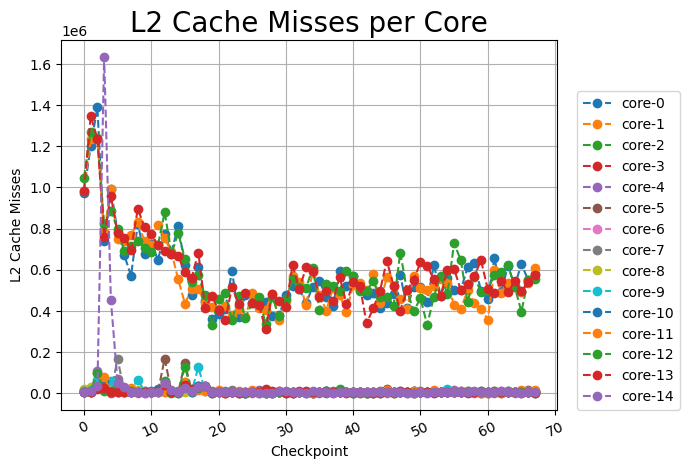 L2 Cache Misses per Core
1e6
1.6
1.4
1.2
1.0
0.8
0.6
0.4
0.2
0.0
L2 Cache Misses
0
10
20
30
40
50
60
70
Checkpoint
core-0
core-1
core-2
core-3
core-4
core-5
core-6
core-7
core-8
core-9
core-10
core-11
core-12
core-13
core-14